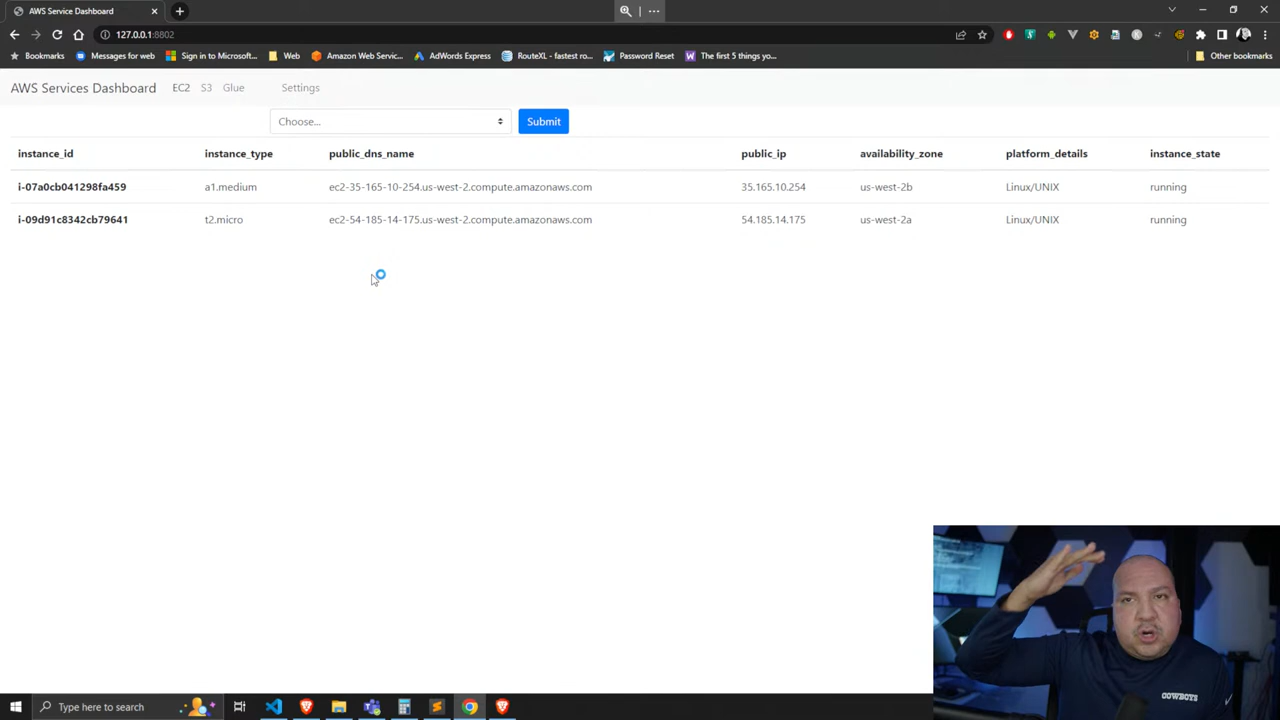 AWS Service Dashboard
127.0.0.1:8802
Bookmarks Messages for web Sign in to Microsoft... Web Amazon Web Servic... AdWords Express RouteXL - fastest ro... Password Reset The first 5 things yo... Other bookmarks
AWS Services Dashboard EC2 S3 Glue Settings
Choose... Submit
instance_id instance_type public_dns_name public_ip availability_zone platform_details instance_state
i-07a0cb041298fa459 a1.medium ec2-35-165-10-254.us-west-2.compute.amazonaws.com 35.165.10.254 us-west-2b Linux/UNIX running
i-09d91c8342cb79641 t2.micro ec2-54-185-14-175.us-west-2.compute.amazonaws.com 54.185.14.175 us-west-2a Linux/UNIX running
COWBOYS
Type here to search